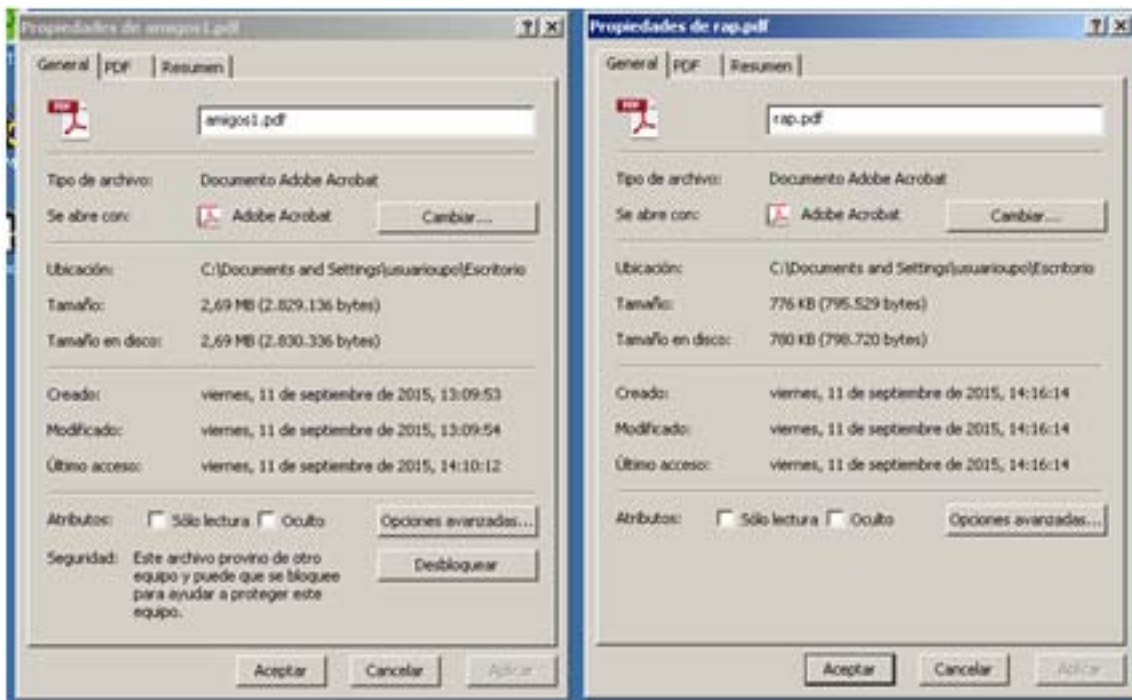 Propiedades de amigos1.pdf
General PDF Resumen
amigos1.pdf
Tipo de archivo: Documento Adobe Acrobat
Se abre con: Adobe Acrobat Cambiar...
Ubicación: C:\Documents and Settings\usuarioupo\Escritorio
Tamaño: 2,69 MB (2.829.136 bytes)
Tamaño en disco: 2,69 MB (2.830.336 bytes)
Creado: viernes, 11 de septiembre de 2015, 13:09:53
Modificado: viernes, 11 de septiembre de 2015, 13:09:54
Último acceso: viernes, 11 de septiembre de 2015, 14:10:12
Atributos: Sólo lectura Oculto Opciones avanzadas...
Seguridad: Este archivo provino de otro
equipo y puede que se bloquee
para ayudar a proteger este
equipo.
Desbloquear
Aceptar Cancelar Aplicar
Propiedades de rap.pdf
General PDF Resumen
rap.pdf
Tipo de archivo: Documento Adobe Acrobat
Se abre con: Adobe Acrobat Cambiar...
Ubicación: C:\Documents and Settings\usuarioupo\Escritorio
Tamaño: 776 KB (795.529 bytes)
Tamaño en disco: 780 KB (798.720 bytes)
Creado: viernes, 11 de septiembre de 2015, 14:16:14
Modificado: viernes, 11 de septiembre de 2015, 14:16:14
Último acceso: viernes, 11 de septiembre de 2015, 14:16:14
Atributos: Sólo lectura Oculto Opciones avanzadas...
Aceptar Cancelar Aplicar